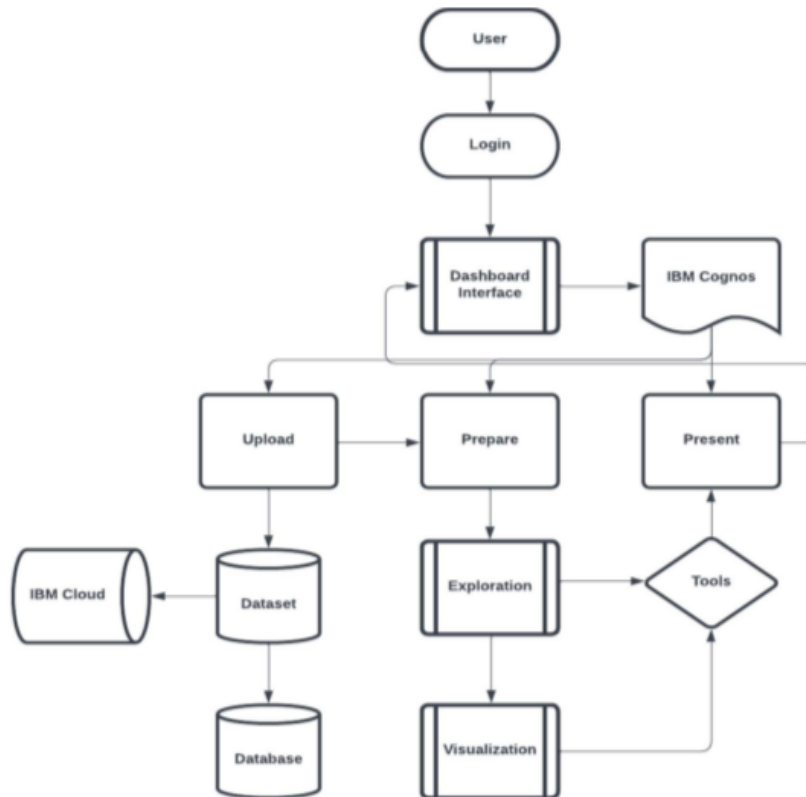 User
Login
Dashboard
Interface
IBM Cognos
Upload
Prepare
Present
IBM Cloud
Dataset
Exploration
Tools
Database
Visualization